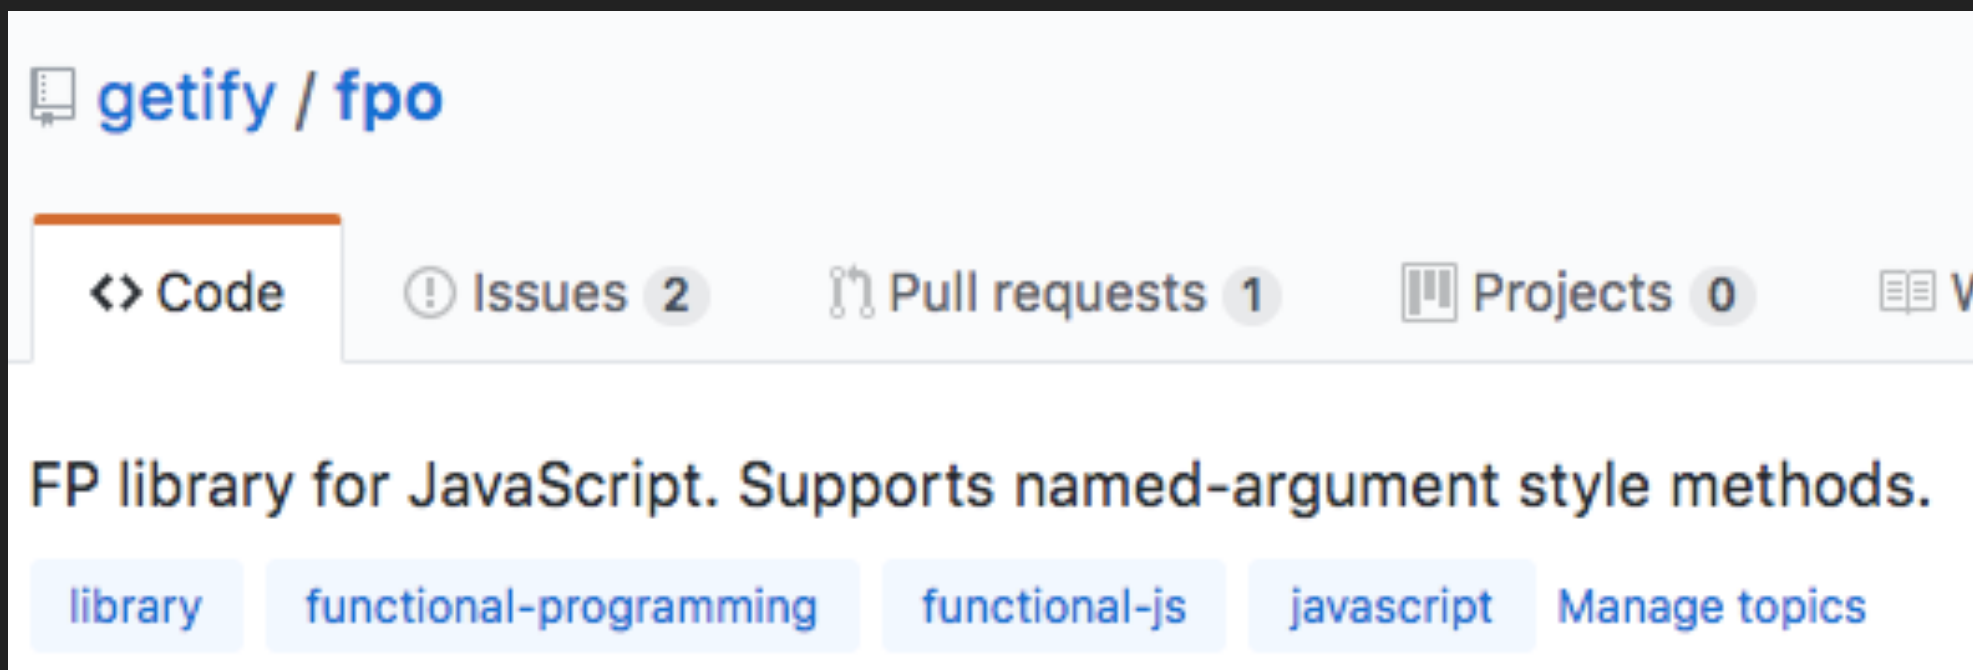 getify / fpo
<> Code Issues 2 Pull requests 1 Projects 0
FP library for JavaScript. Supports named-argument style methods.
library functional-programming functional-js javascript Manage topics